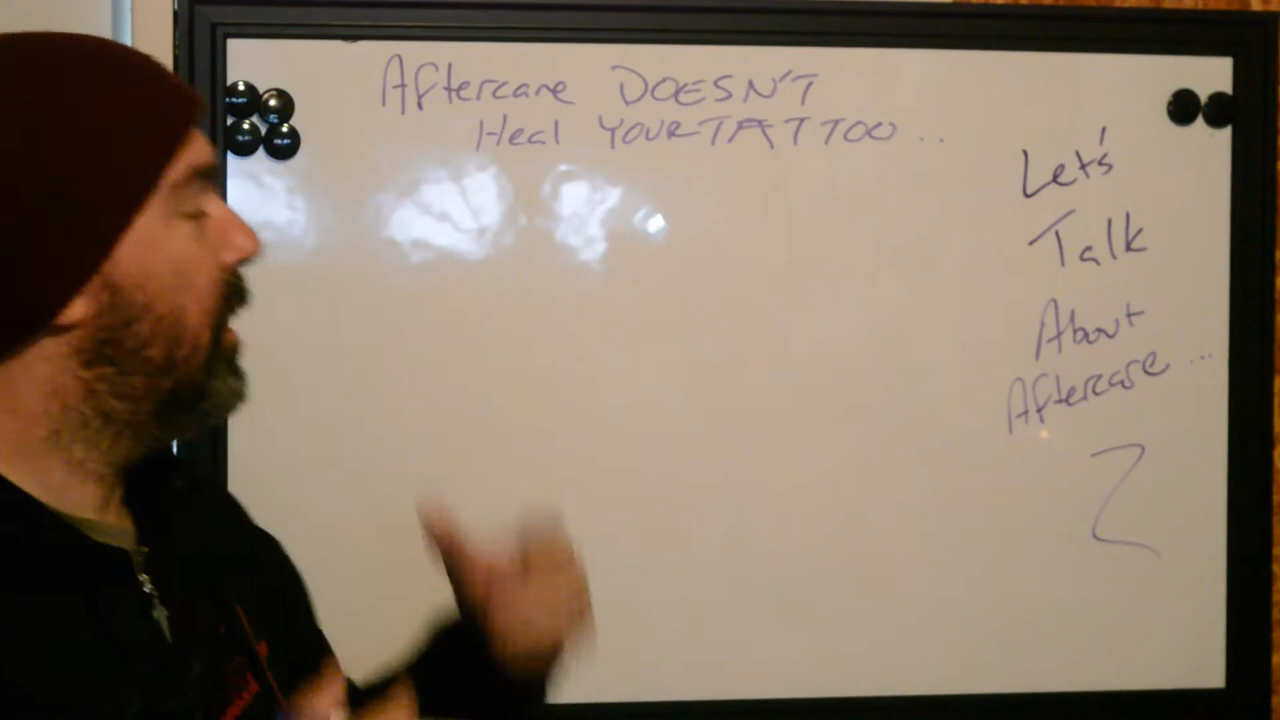 Aftercare DOESN'T
Heal YOUR TATTOO ..
Let's
Talk
About
Aftercare ...